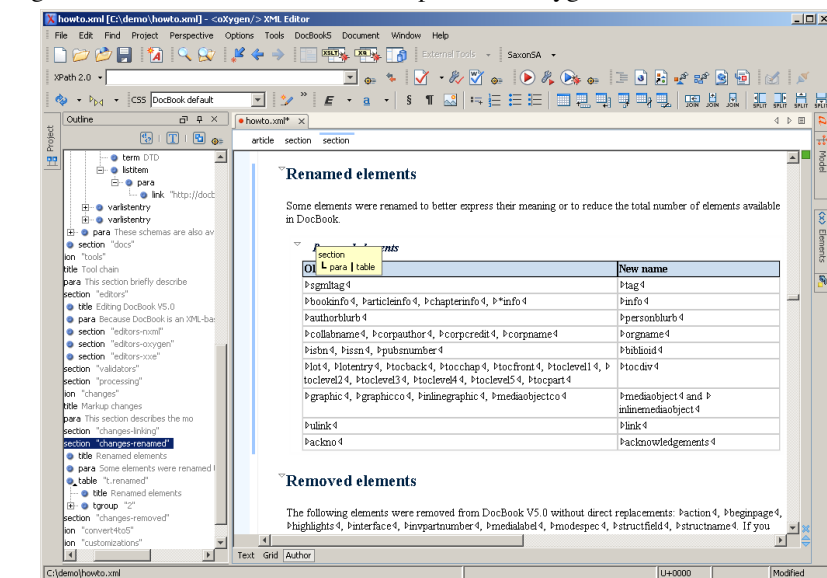 howto.xml [C:\demo\howto.xml] - <oXygen/> XML Editor
File Edit Find Project Perspective Options Tools DocBook5 Document Window Help
External Tools SaxonSA
XPath 2.0
CSS DocBook default
Outline
howto.xml*
Project
article section section
Model
Elements
term DTD
listitem
para
link "http://docb
varlistentry
varlistentry
para These schemas are also av
section "docs"
ion "tools"
title Tool chain
para This section briefly describe
section "editors"
title Editing DocBook V5.0
para Because DocBook is an XML-ba
section "editors-nxml"
section "editors-oxygen"
section "editors-xxe"
section "validators"
section "processing"
ion "changes"
title Markup changes
para This section describes the mo
section "changes-linking"
section "changes-renamed"
title Renamed elements
para Some elements were renamed
table "t.renamed"
title Renamed elements
tgroup "2"
section "changes-removed"
ion "convert4to5"
ion "customizations"
Renamed elements
Some elements were renamed to better express their meaning or to reduce the total number of elements available
in DocBook.
section
para table
New name
sgmltag
tag
bookinfo, articleinfo, chapterinfo, *info
info
authorblurb
personblurb
collabname, corpauthor, corpcredit, corpname
orgname
isbn, issn, pubsnumber
biblioid
lot, lotentry, tocback, tocchap, tocfront, toclevel1,
toclevel2, toclevel3, toclevel4, toclevel5, tocpart
tocdiv
graphic, graphicco, inlinegraphic, mediaobjectco
mediaobject and
inlinemediaobject
ulink
link
ackno
acknowledgements
Removed elements
The following elements were removed from DocBook V5.0 without direct replacements: action, beginpage,
highlights, interface, invpartnumber, medialabel, modespec, structfield, structname. If you
Text Grid Author
C:\demo\howto.xml
U+0000
Modified